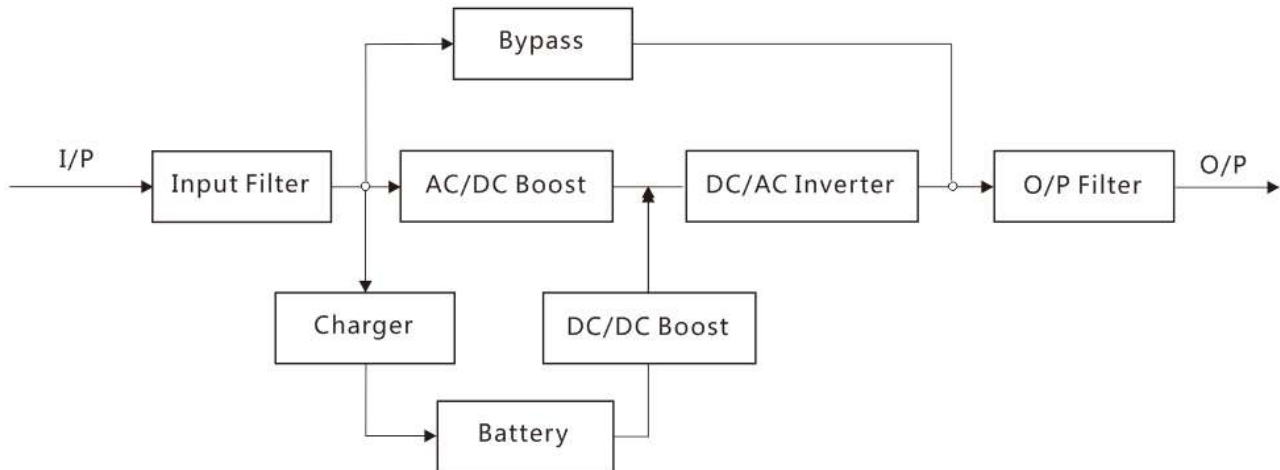 Bypass
I/P
Input Filter
AC/DC Boost
DC/AC Inverter
O/P Filter
O/P
Charger
DC/DC Boost
Battery